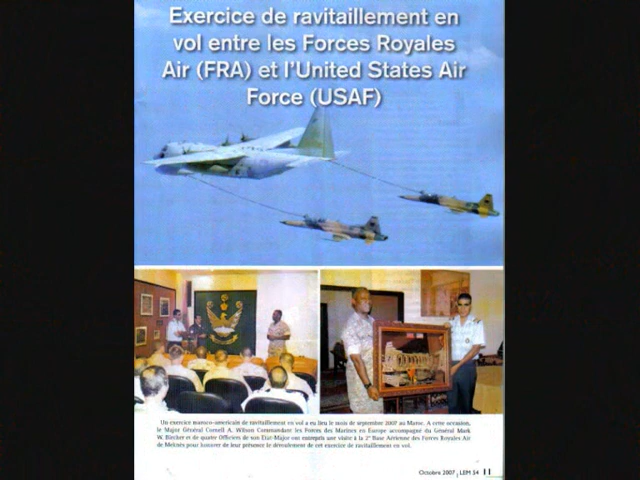 Exercice de ravitaillement en
vol entre les Forces Royales
Air (FRA) et l'United States Air
Force (USAF)
Un exercice maroco-americain de ravitaillement en vol a eu lieu le mois de septembre 2007 au Maroc. A cette occasion,
le Major Général Cornell A. Wilson Commandant les Forces des Marines en Europe accompagné du Général Mark
W. Bircker et de quatre Officiers de son Etat-Major ont entrepris une visite à la 2° Base Aérienne des Forces Royales Air
de Meknès pour honorer de leur présence le déroulement de cet exercice de ravitaillement en vol.
Octobre 2007 | LEM 54 11